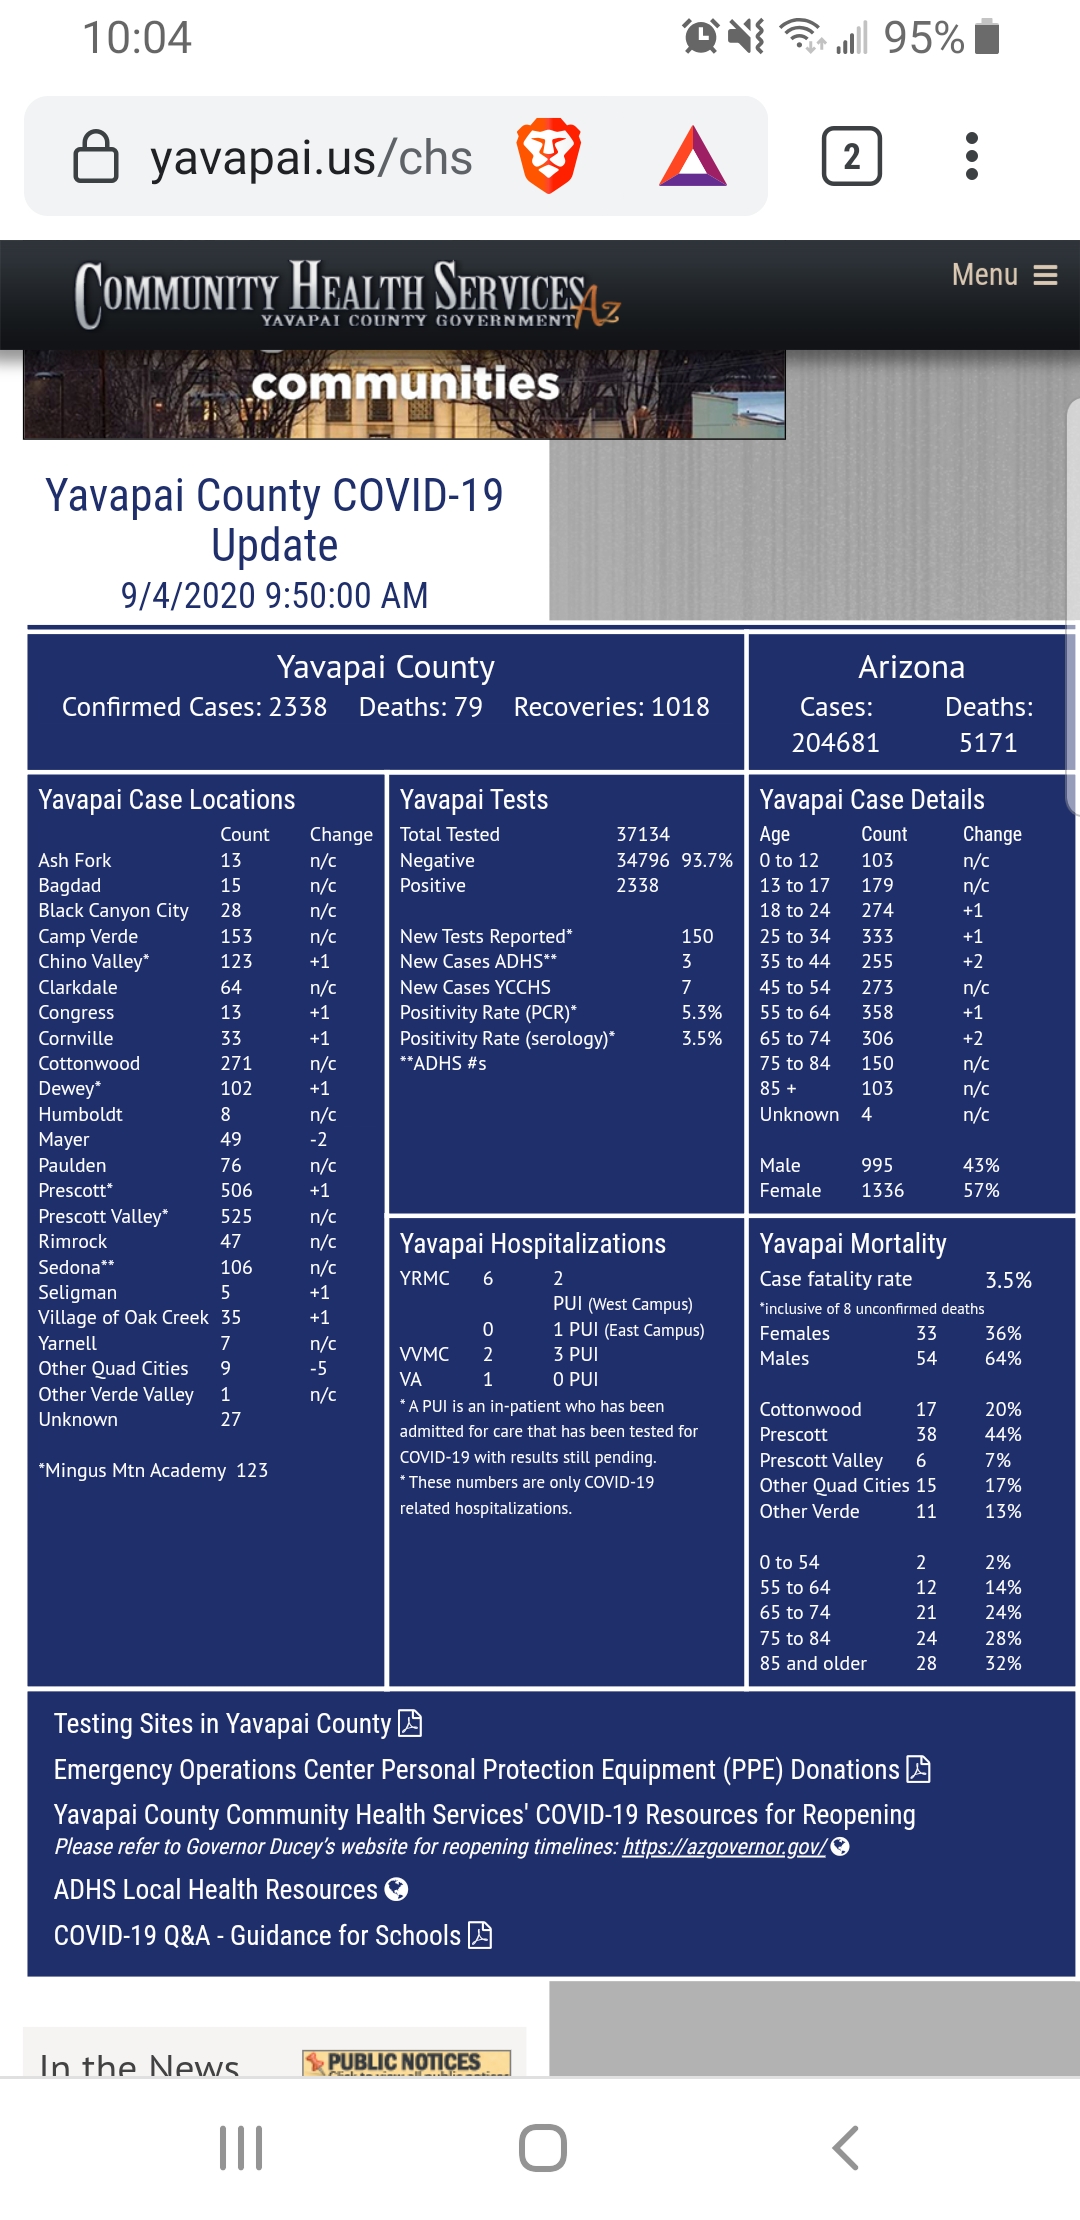 10:04
95%
yavapai.us/chs
2
COMMUNITY HEALTH SERVICES
YAVAPAI COUNTY GOVERNMENT
Az
Menu
communities
Yavapai County COVID-19
Update
9/4/2020 9:50:00 AM
Yavapai County
Confirmed Cases: 2338 Deaths: 79 Recoveries: 1018
Arizona
Cases: Deaths:
204681 5171
Yavapai Case Locations
Count Change
Ash Fork 13 n/c
Bagdad 15 n/c
Black Canyon City 28 n/c
Camp Verde 153 n/c
Chino Valley* 123 +1
Clarkdale 64 n/c
Congress 13 +1
Cornville 33 +1
Cottonwood 271 n/c
Dewey* 102 +1
Humboldt 8 n/c
Mayer 49 -2
Paulden 76 n/c
Prescott* 506 +1
Prescott Valley* 525 n/c
Rimrock 47 n/c
Sedona** 106 n/c
Seligman 5 +1
Village of Oak Creek 35 +1
Yarnell 7 n/c
Other Quad Cities 9 -5
Other Verde Valley 1 n/c
Unknown 27
*Mingus Mtn Academy 123
Yavapai Tests
Total Tested 37134
Negative 34796 93.7%
Positive 2338
New Tests Reported* 150
New Cases ADHS** 3
New Cases YCCHS 7
Positivity Rate (PCR)* 5.3%
Positivity Rate (serology)* 3.5%
**ADHS #s
Yavapai Case Details
Age Count Change
0 to 12 103 n/c
13 to 17 179 n/c
18 to 24 274 +1
25 to 34 333 +1
35 to 44 255 +2
45 to 54 273 n/c
55 to 64 358 +1
65 to 74 306 +2
75 to 84 150 n/c
85 + 103 n/c
Unknown 4 n/c
Male 995 43%
Female 1336 57%
Yavapai Hospitalizations
YRMC 6 2
PUI (West Campus)
0 1 PUI (East Campus)
VVMC 2 3 PUI
VA 1 0 PUI
* A PUI is an in-patient who has been
admitted for care that has been tested for
COVID-19 with results still pending.
* These numbers are only COVID-19
related hospitalizations.
Yavapai Mortality
Case fatality rate 3.5%
*inclusive of 8 unconfirmed deaths
Females 33 36%
Males 54 64%
Cottonwood 17 20%
Prescott 38 44%
Prescott Valley 6 7%
Other Quad Cities 15 17%
Other Verde 11 13%
0 to 54 2 2%
55 to 64 12 14%
65 to 74 21 24%
75 to 84 24 28%
85 and older 28 32%
Testing Sites in Yavapai County
Emergency Operations Center Personal Protection Equipment (PPE) Donations
Yavapai County Community Health Services' COVID-19 Resources for Reopening
Please refer to Governor Ducey's website for reopening timelines: https://azgovernor.gov/
ADHS Local Health Resources
COVID-19 Q&A - Guidance for Schools
In the News
PUBLIC NOTICES